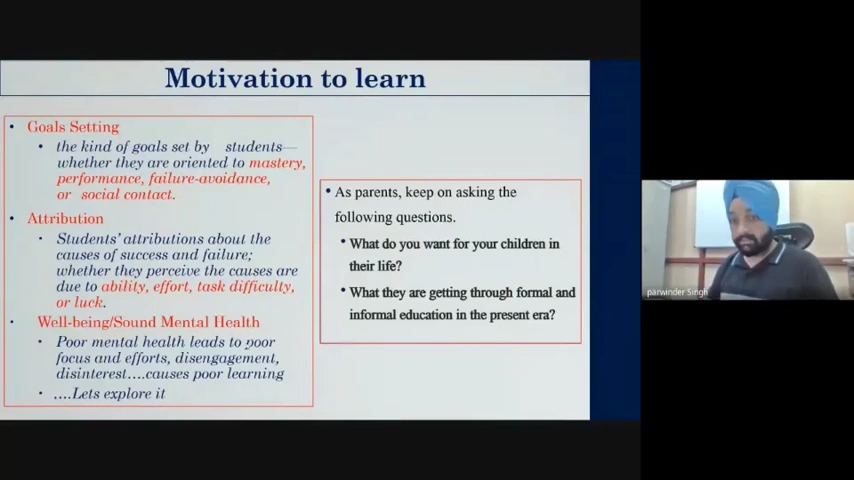 Motivation to learn
• Goals Setting
• the kind of goals set by students—
whether they are oriented to mastery,
performance, failure-avoidance,
or social contact.
• Attribution
• Students' attributions about the
causes of success and failure;
whether they perceive the causes are
due to ability, effort, task difficulty,
or luck.
• Well-being/Sound Mental Health
• Poor mental health leads to poor
focus and efforts, disengagement,
disinterest….causes poor learning
• ….Lets explore it
• As parents, keep on asking the
following questions.
• What do you want for your children in
their life?
• What they are getting through formal and
informal education in the present era?
parwinder Singh